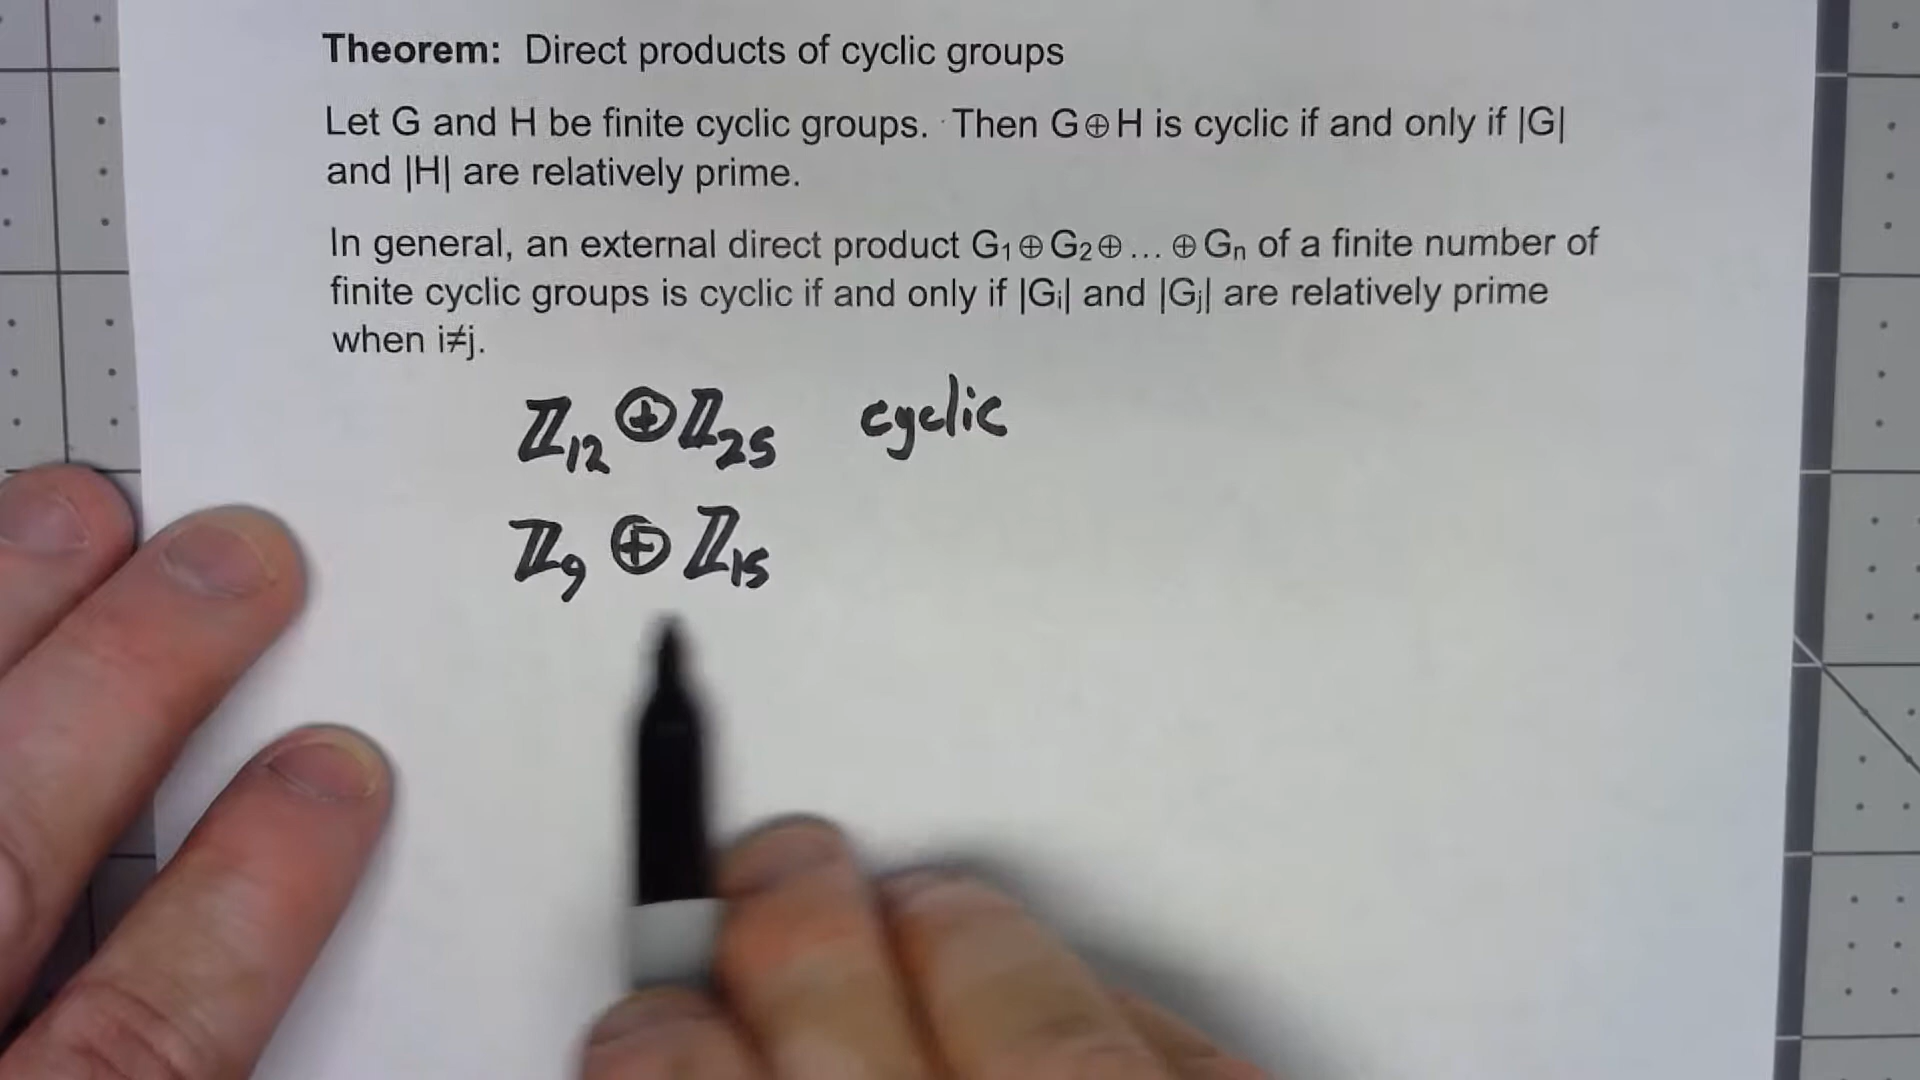 Theorem: Direct products of cyclic groups
Let G and H be finite cyclic groups. Then G⊕H is cyclic if and only if |G|
and |H| are relatively prime.
In general, an external direct product G₁⊕G₂⊕... ⊕Gₙ of a finite number of
finite cyclic groups is cyclic if and only if |Gᵢ| and |Gⱼ| are relatively prime
when i≠j.
ℤ₁₂ ⊕ ℤ₂₅ cyclic
ℤ₉ ⊕ ℤ₁₅